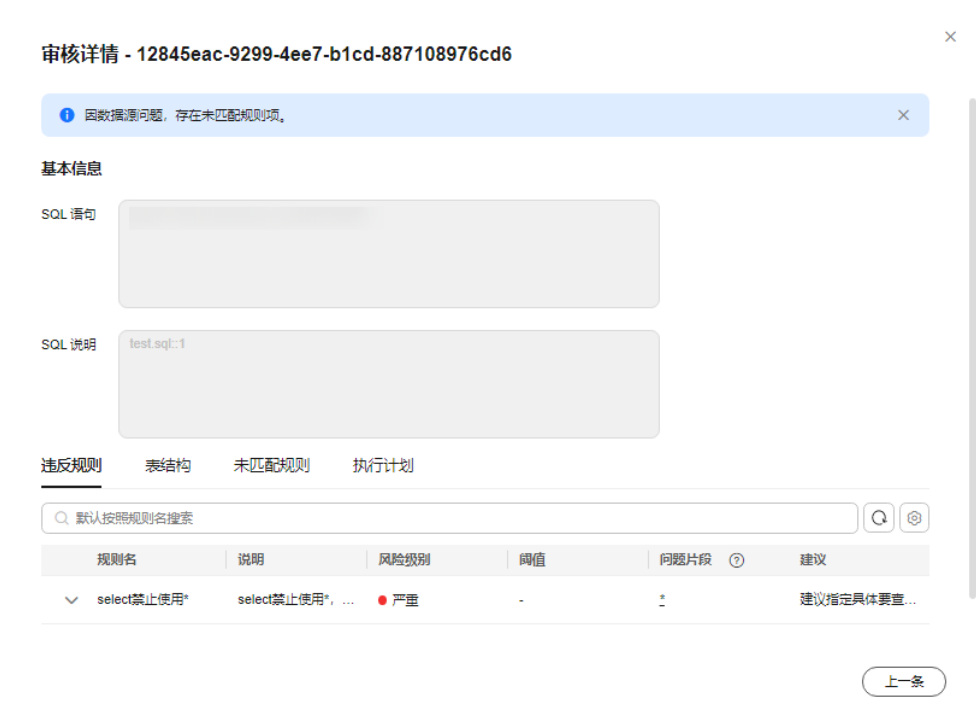 审核详情 - 12845eac-9299-4ee7-b1cd-887108976cd6
因数据源问题，存在未匹配规则项。
基本信息
SQL 语句
SQL 说明
test.sql::1
违反规则 表结构 未匹配规则 执行计划
默认按照规则名搜索
规则名 说明 风险级别 阈值 问题片段 建议
select禁止使用* select禁止使用*，... 严重 - * 建议指定具体要查...
上一条